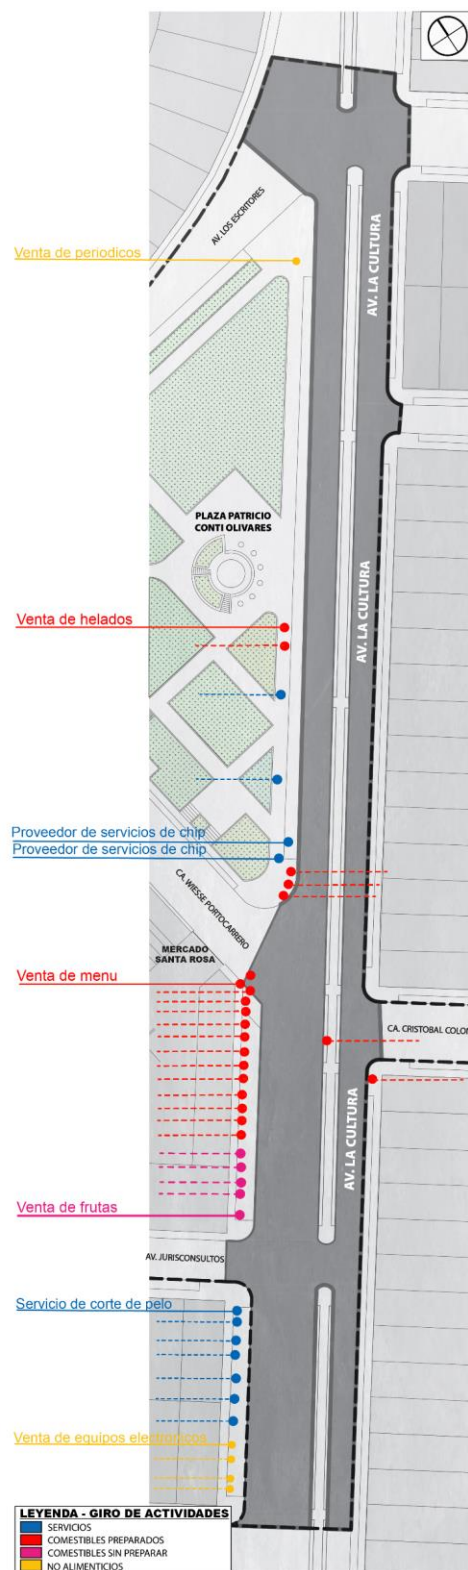 AV. LOS ESCRITORES
AV. LA CULTURA
Venta de periodicos
PLAZA PATRICIO
CONTI OLIVARES
AV. LA CULTURA
Venta de helados
Proveedor de servicios de chip
Proveedor de servicios de chip
CA. WIESSE PORTOCARRERO
MERCADO
SANTA ROSA
Venta de menu
CA. CRISTOBAL COLON
AV. LA CULTURA
Venta de frutas
AV. JURISCONSULTOS
Servicio de corte de pelo
Venta de equipos electronicos
LEYENDA - GIRO DE ACTIVIDADES
SERVICIOS
COMESTIBLES PREPARADOS
COMESTIBLES SIN PREPARAR
NO ALIMENTICIOS